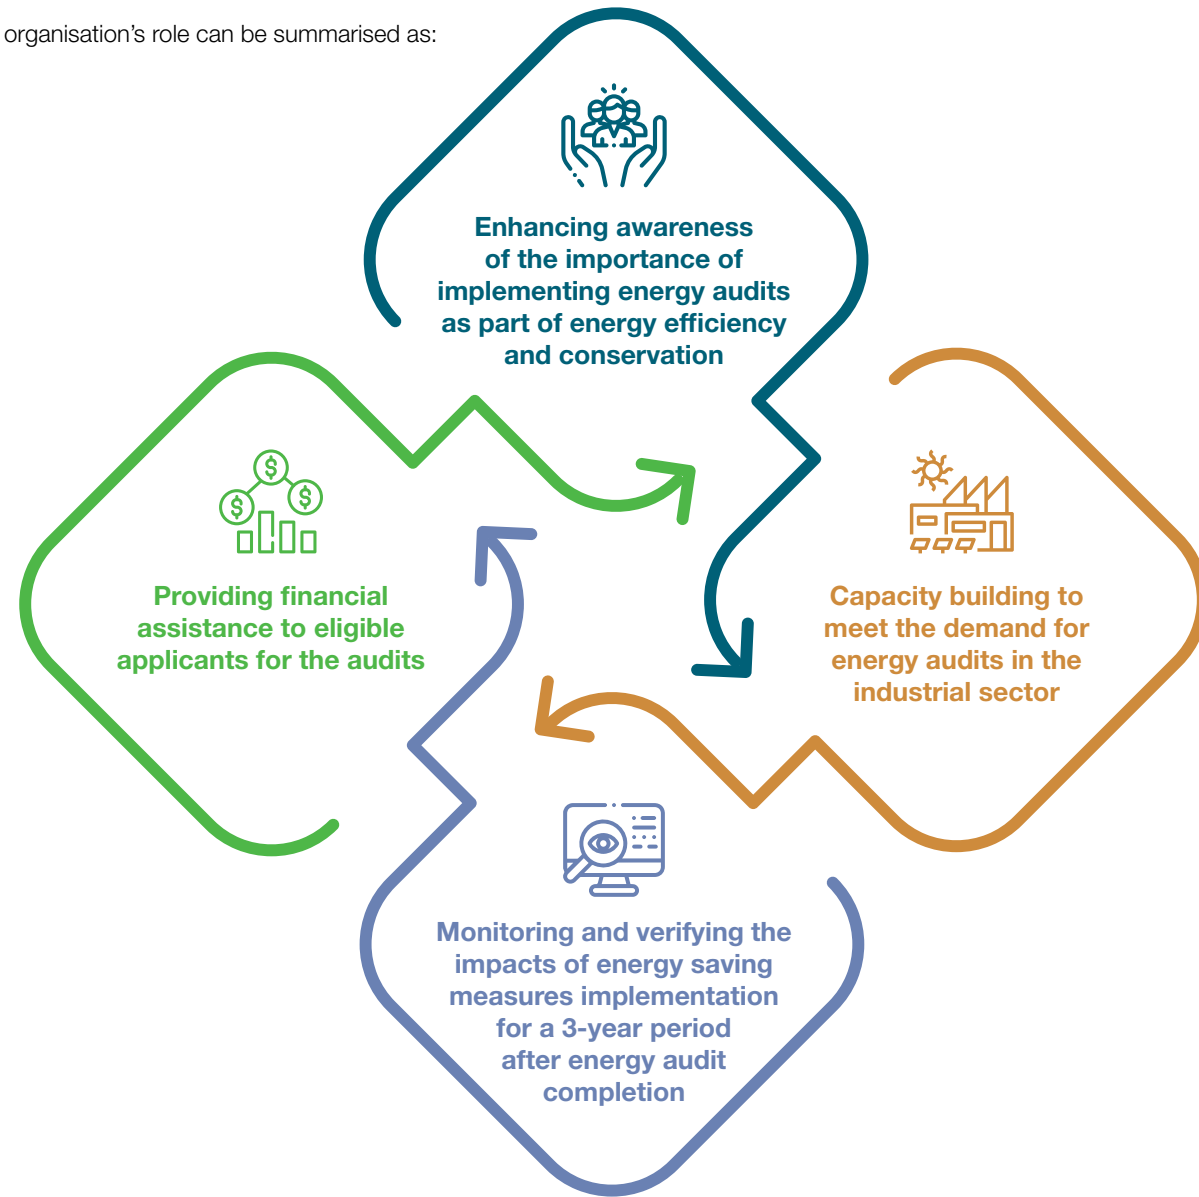 organisation's role can be summarised as:
Enhancing awareness
of the importance of
implementing energy audits
as part of energy efficiency
and conservation
Providing financial
assistance to eligible
applicants for the audits
Capacity building to
meet the demand for
energy audits in the
industrial sector
Monitoring and verifying the
impacts of energy saving
measures implementation
for a 3-year period
after energy audit
completion